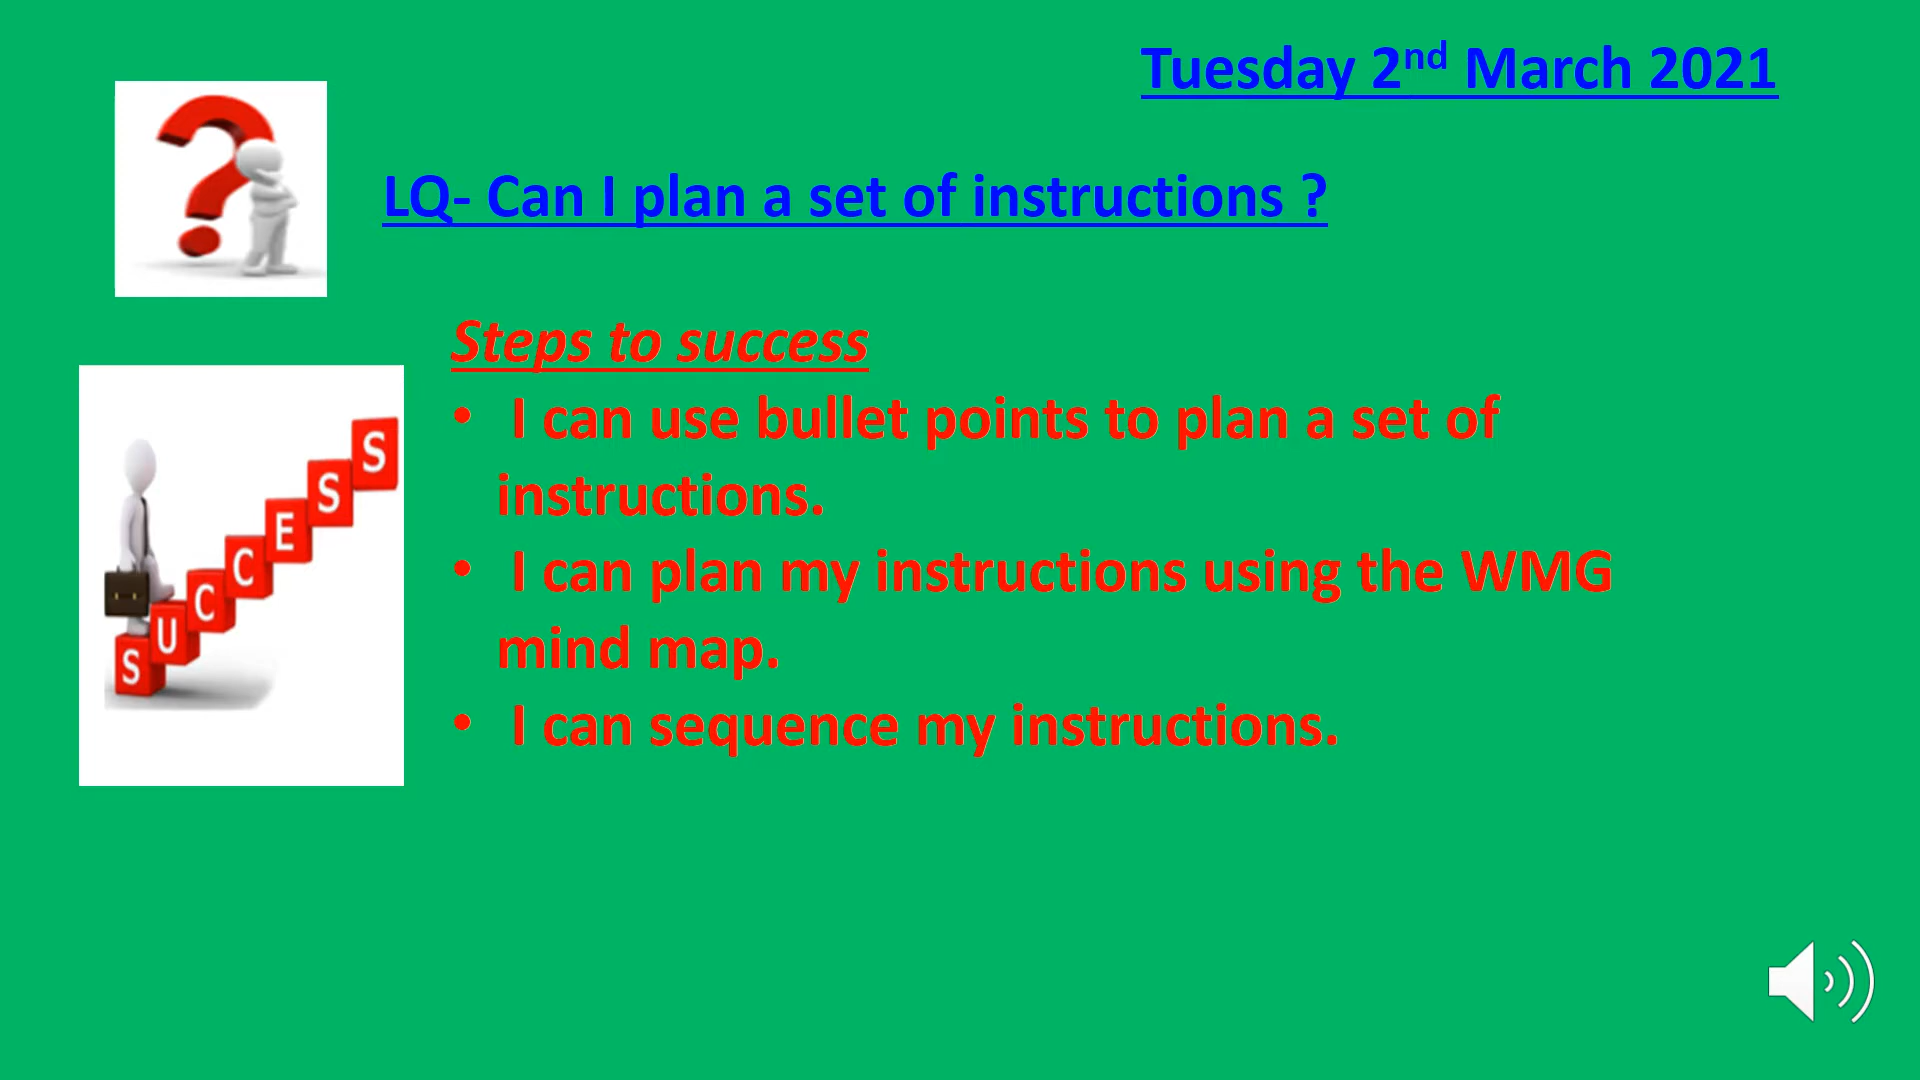 Tuesday 2nd March 2021
LQ- Can I plan a set of instructions ?
Steps to success
• I can use bullet points to plan a set of
instructions.
• I can plan my instructions using the WMG
mind map.
• I can sequence my instructions.
SUCCESS